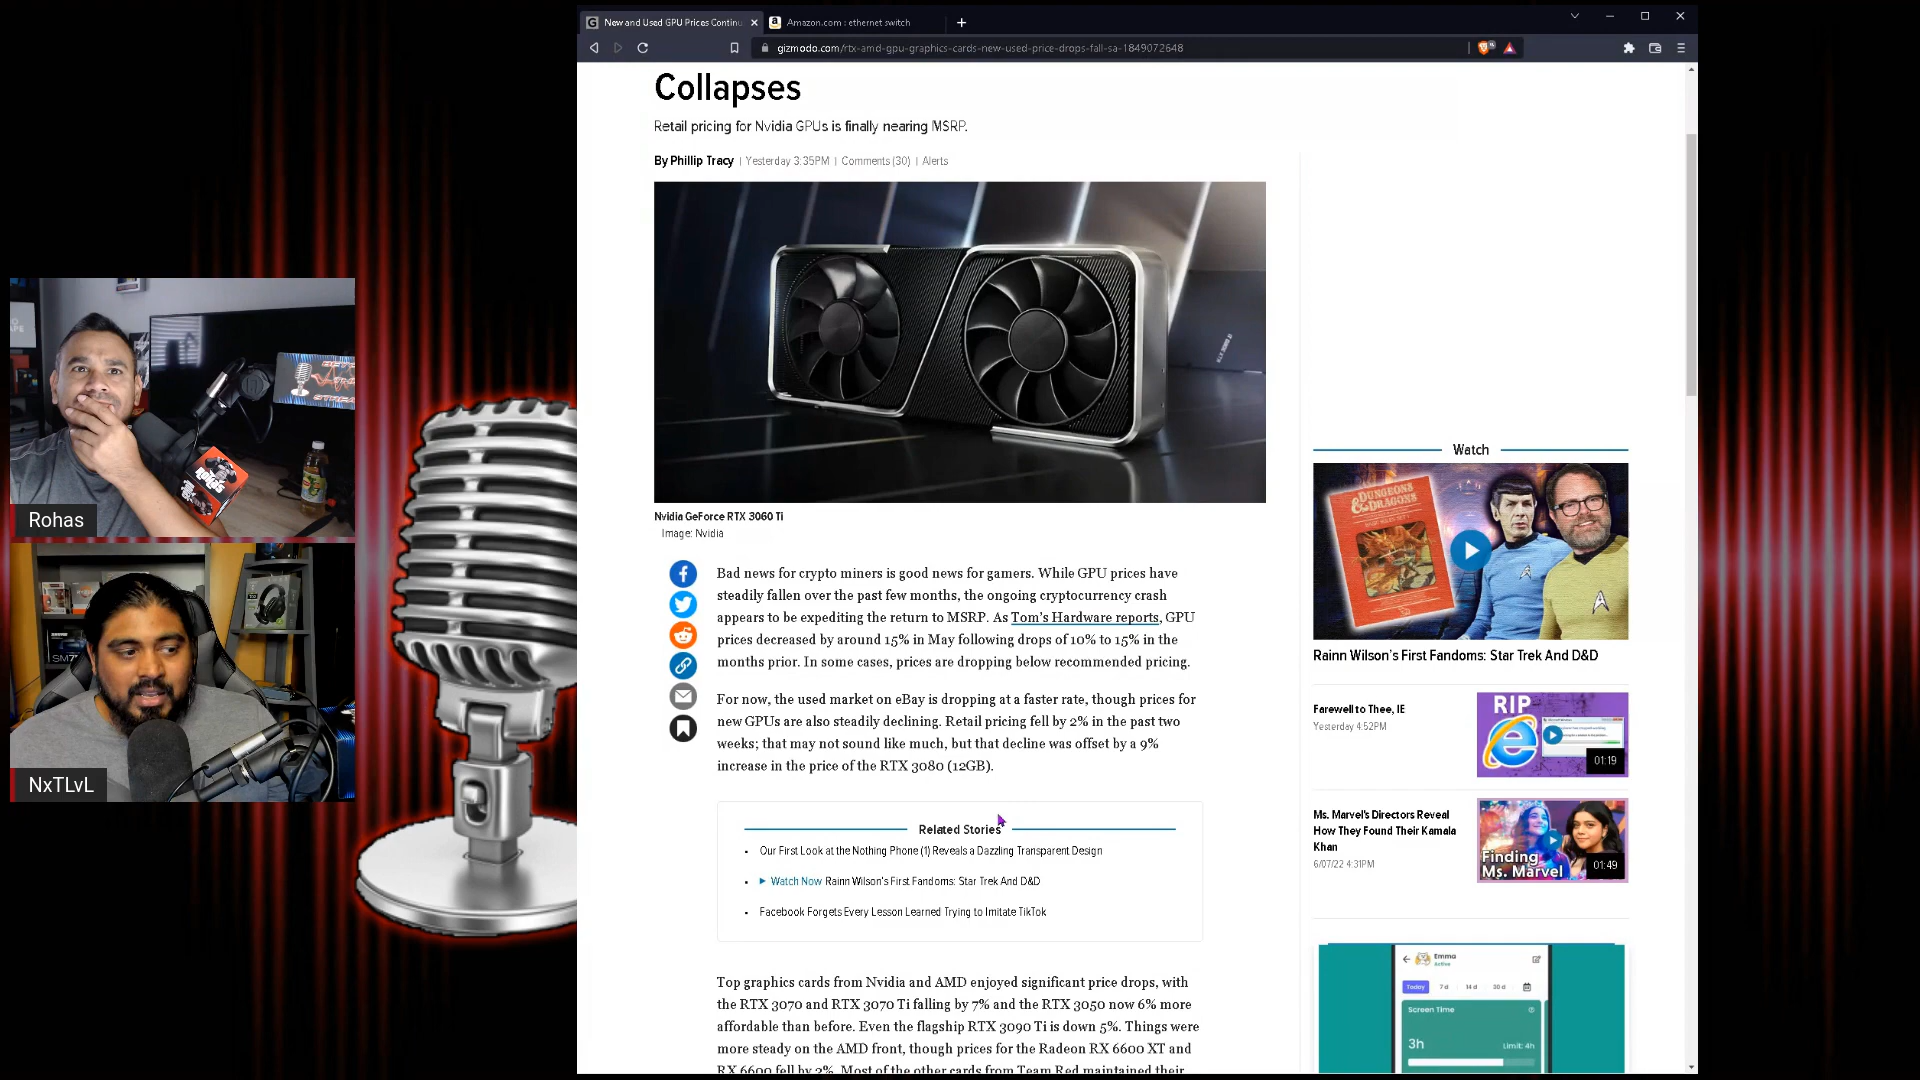 New and Used GPU Prices Continu
Amazon.com : ethernet switch
gizmodo.com/rtx-amd-gpu-graphics-cards-new-used-price-drops-fall-sa-1849072648
Collapses
Retail pricing for Nvidia GPUs is finally nearing MSRP.
By Phillip Tracy | Yesterday 3:35PM | Comments (30) | Alerts
Nvidia GeForce RTX 3060 Ti
Image: Nvidia
Bad news for crypto miners is good news for gamers. While GPU prices have
steadily fallen over the past few months, the ongoing cryptocurrency crash
appears to be expediting the return to MSRP. As Tom's Hardware reports, GPU
prices decreased by around 15% in May following drops of 10% to 15% in the
months prior. In some cases, prices are dropping below recommended pricing.
For now, the used market on eBay is dropping at a faster rate, though prices for
new GPUs are also steadily declining. Retail pricing fell by 2% in the past two
weeks; that may not sound like much, but that decline was offset by a 9%
increase in the price of the RTX 3080 (12GB).
Related Stories
• Our First Look at the Nothing Phone (1) Reveals a Dazzling Transparent Design
• Watch Now Rainn Wilson's First Fandoms: Star Trek And D&D
• Facebook Forgets Every Lesson Learned Trying to Imitate TikTok
Top graphics cards from Nvidia and AMD enjoyed significant price drops, with
the RTX 3070 and RTX 3070 Ti falling by 7% and the RTX 3050 now 6% more
affordable than before. Even the flagship RTX 3090 Ti is down 5%. Things were
more steady on the AMD front, though prices for the Radeon RX 6600 XT and
RX 6600 fell by 2%. Most of the other cards from Team Red maintained their
Watch
DUNGEONS
& DRAGONS
Rainn Wilson's First Fandoms: Star Trek And D&D
Farewell to Thee, IE
Yesterday 4:52PM
RIP
01:19
Ms. Marvel's Directors Reveal
How They Found Their Kamala
Khan
6/07/22 4:31PM
Finding
Ms. Marvel
01:49
Emma
Active
Today 7d 14d 30d
Screen Time
3h
Limit: 4h
Rohas
NxTLvL
SHURE